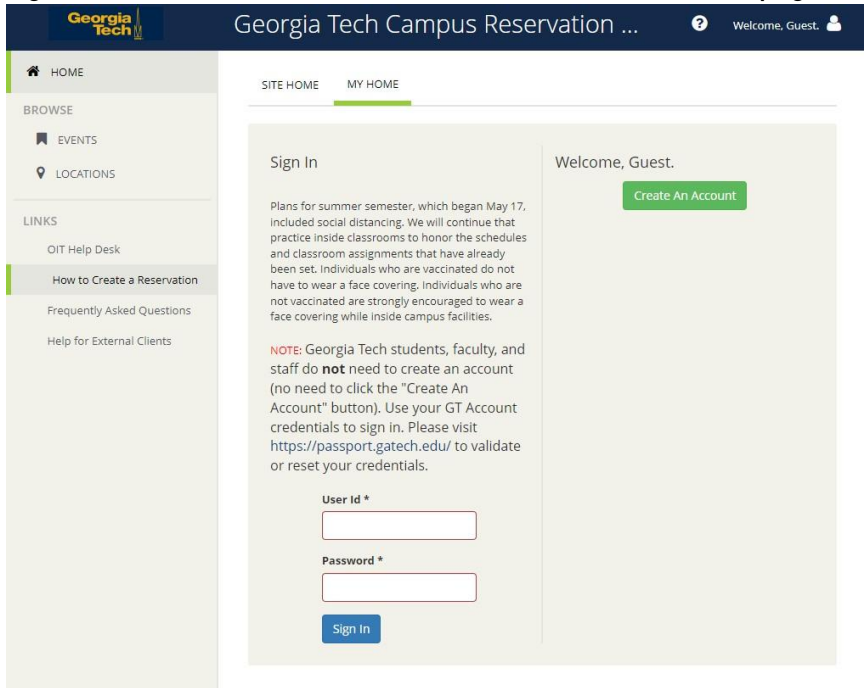 Georgia
Tech
Georgia Tech Campus Reservation ...
Welcome, Guest.
HOME
BROWSE
EVENTS
LOCATIONS
LINKS
OIT Help Desk
How to Create a Reservation
Frequently Asked Questions
Help for External Clients
SITE HOME MY HOME
Sign In
Plans for summer semester, which began May 17,
included social distancing. We will continue that
practice inside classrooms to honor the schedules
and classroom assignments that have already
been set. Individuals who are vaccinated do not
have to wear a face covering. Individuals who are
not vaccinated are strongly encouraged to wear a
face covering while inside campus facilities.
NOTE: Georgia Tech students, faculty, and
staff do not need to create an account
(no need to click the "Create An
Account" button). Use your GT Account
credentials to sign in. Please visit
https://passport.gatech.edu/ to validate
or reset your credentials.
User Id *
Password *
Sign In
Welcome, Guest.
Create An Account